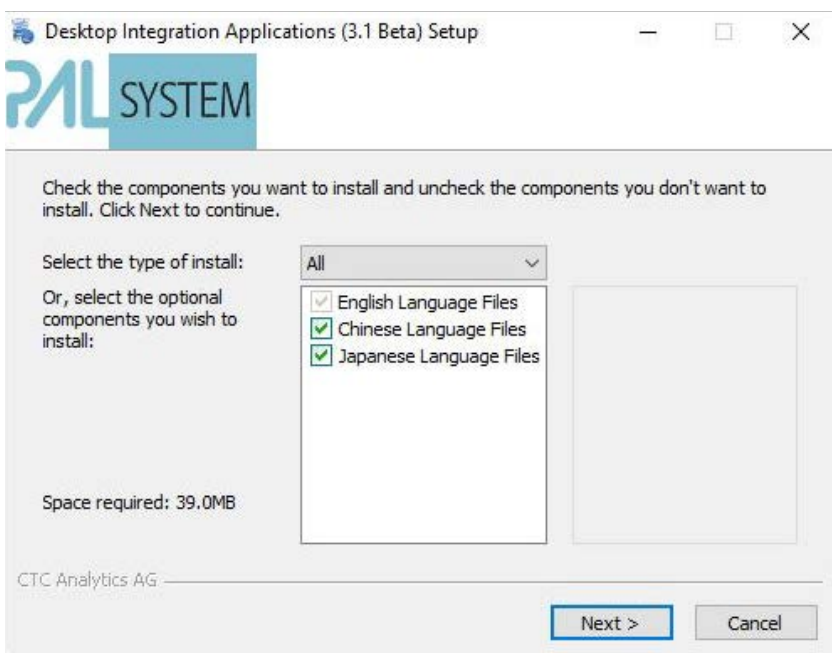 Desktop Integration Applications (3.1 Beta) Setup
PAL SYSTEM
Check the components you want to install and uncheck the components you don't want to
install. Click Next to continue.
Select the type of install:
All
Or, select the optional
components you wish to
install:
English Language Files
Chinese Language Files
Japanese Language Files
Space required: 39.0MB
CTC Analytics AG
Next >
Cancel